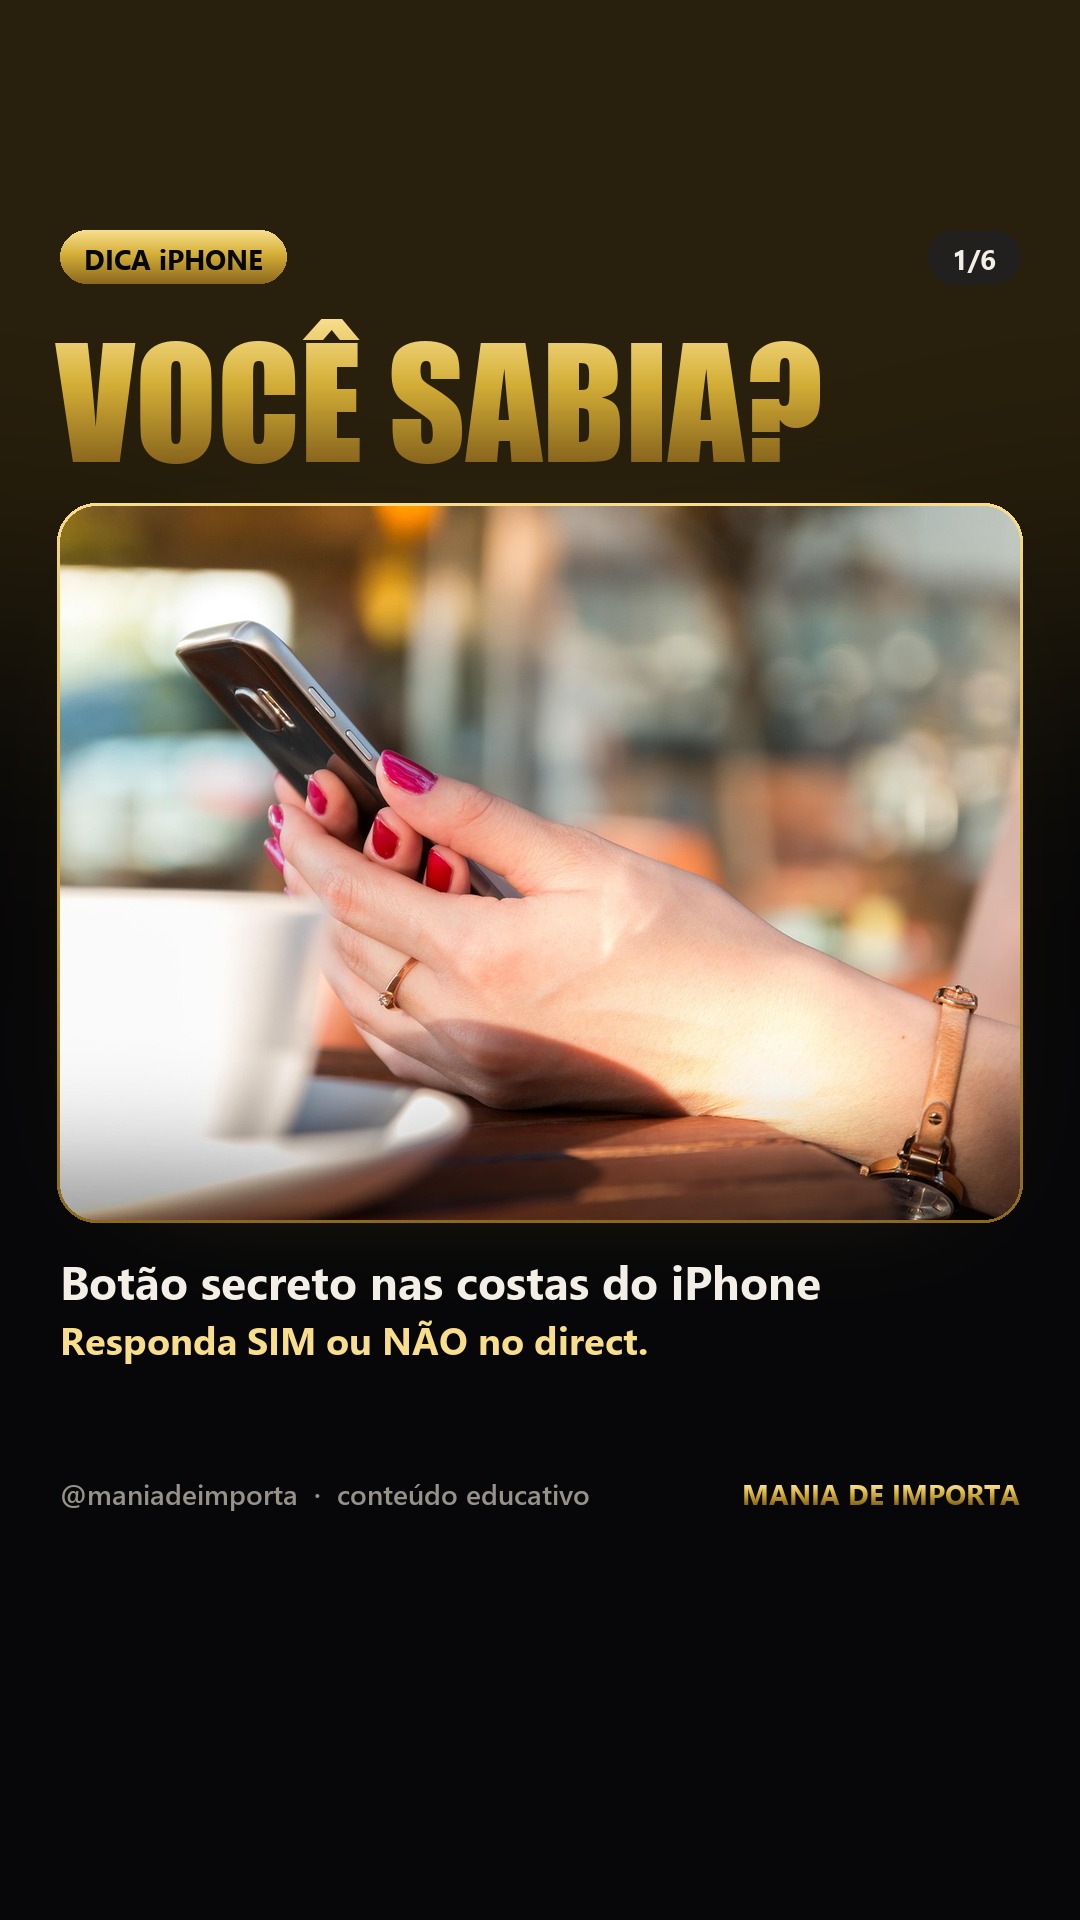 DICA iPHONE
1/6
VOCÊ SABIA?
Botão secreto nas costas do iPhone
Responda SIM ou NÃO no direct.
@maniadeimporta · conteúdo educativo
MANIA DE IMPORTA